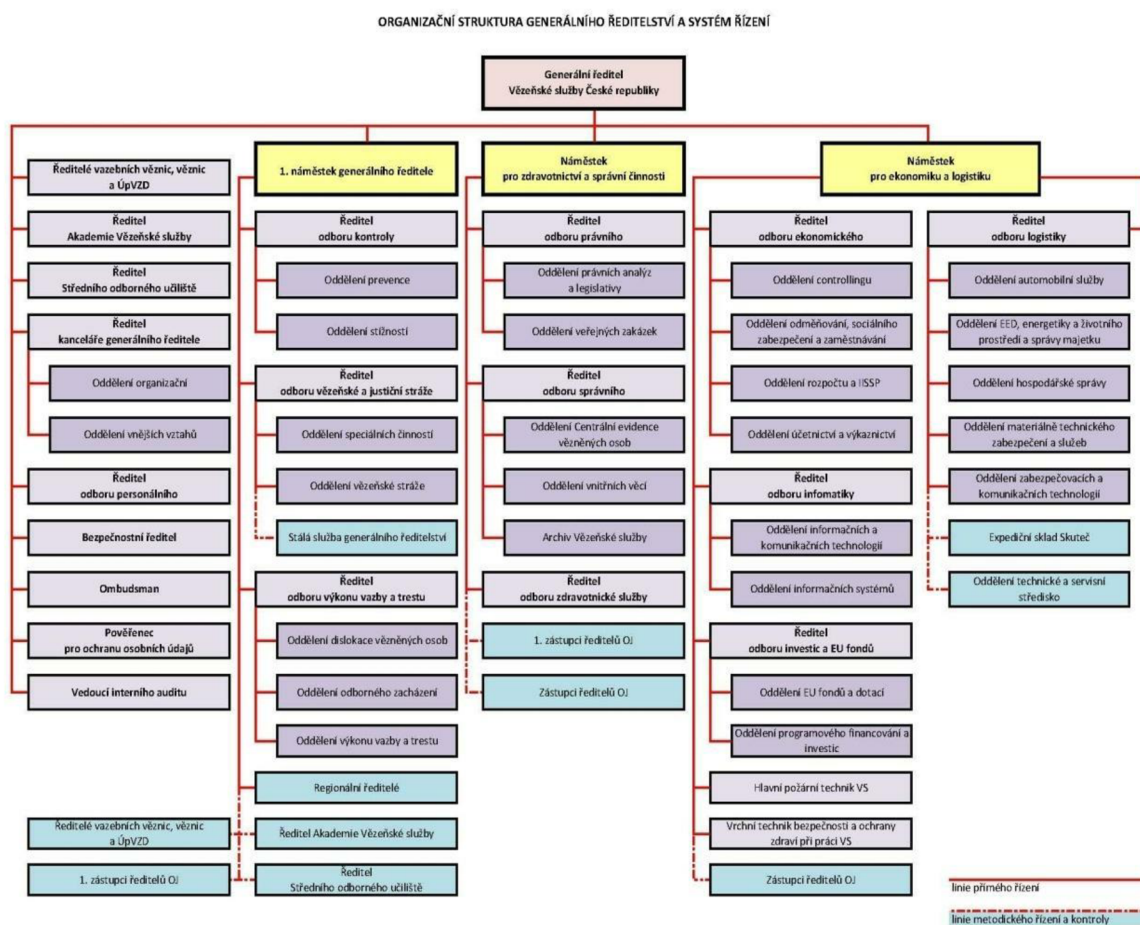 ORGANIZAČNÍ STRUKTURA GENERÁLNÍHO ŘEDITELSTVÍ A SYSTÉM ŘÍZENÍ
Generální ředitel
Vězeňské služby České republiky
Ředitelé vazebních věznic, věznic
a ÚpVZD
Ředitel
Akademie Vězeňské služby
Ředitel
Středního odborného učiliště
Ředitel
kanceláře generálního ředitele
Oddělení organizační
Oddělení vnějších vztahů
Ředitel
odboru personálního
Bezpečnostní ředitel
Ombudsman
Pověřenec
pro ochranu osobních údajů
Vedoucí interního auditu
Ředitelé vazebních věznic, věznic
a ÚpVZD
1. zástupci ředitelů OJ
1. náměstek generálního ředitele
Ředitel
odboru kontroly
Oddělení prevence
Oddělení stížností
Ředitel
odboru vězeňské a justiční stráže
Oddělení speciálních činností
Oddělení vězeňské stráže
Stálá služba generálního ředitelství
Ředitel
odboru výkonu vazby a trestu
Oddělení dislokace vězněných osob
Oddělení odborného zacházení
Oddělení výkonu vazby a trestu
Regionální ředitelé
Ředitel Akademie Vězeňské služby
Ředitel
Středního odborného učiliště
Náměstek
pro zdravotnictví a správní činnosti
Ředitel
odboru právního
Oddělení právních analýz
a legislativy
Oddělení veřejných zakázek
Ředitel
odboru správního
Oddělení Centrální evidence
vězněných osob
Oddělení vnitřních věcí
Archiv Vězeňské služby
Ředitel
odboru zdravotnické služby
1. zástupci ředitelů OJ
Zástupci ředitelů OJ
Náměstek
pro ekonomiku a logistiku
Ředitel
odboru ekonomického
Oddělení controllingu
Oddělení odměňování, sociálního
zabezpečení a zaměstnávání
Oddělení rozpočtu a IISSP
Oddělení účetnictví a výkaznictví
Ředitel
odboru infomatiky
Oddělení informačních a
komunikačních technologií
Oddělení informačních systémů
Ředitel
odboru investic a EU fondů
Oddělení EU fondů a dotací
Oddělení programového financování a
investic
Hlavní požární technik VS
Vrchní technik bezpečnosti a ochrany
zdraví při práci VS
Zástupci ředitelů OJ
Ředitel
odboru logistiky
Oddělení automobilní služby
Oddělení EED, energetiky a životního
prostředí a správy majetku
Oddělení hospodářské správy
Oddělení materiálně technického
zabezpečení a služeb
Oddělení zabezpečovacích a
komunikačních technologií
Expediční sklad Skuteč
Oddělení technické a servisní
středisko
linie přímého řízení
linie metodického řízení a kontroly